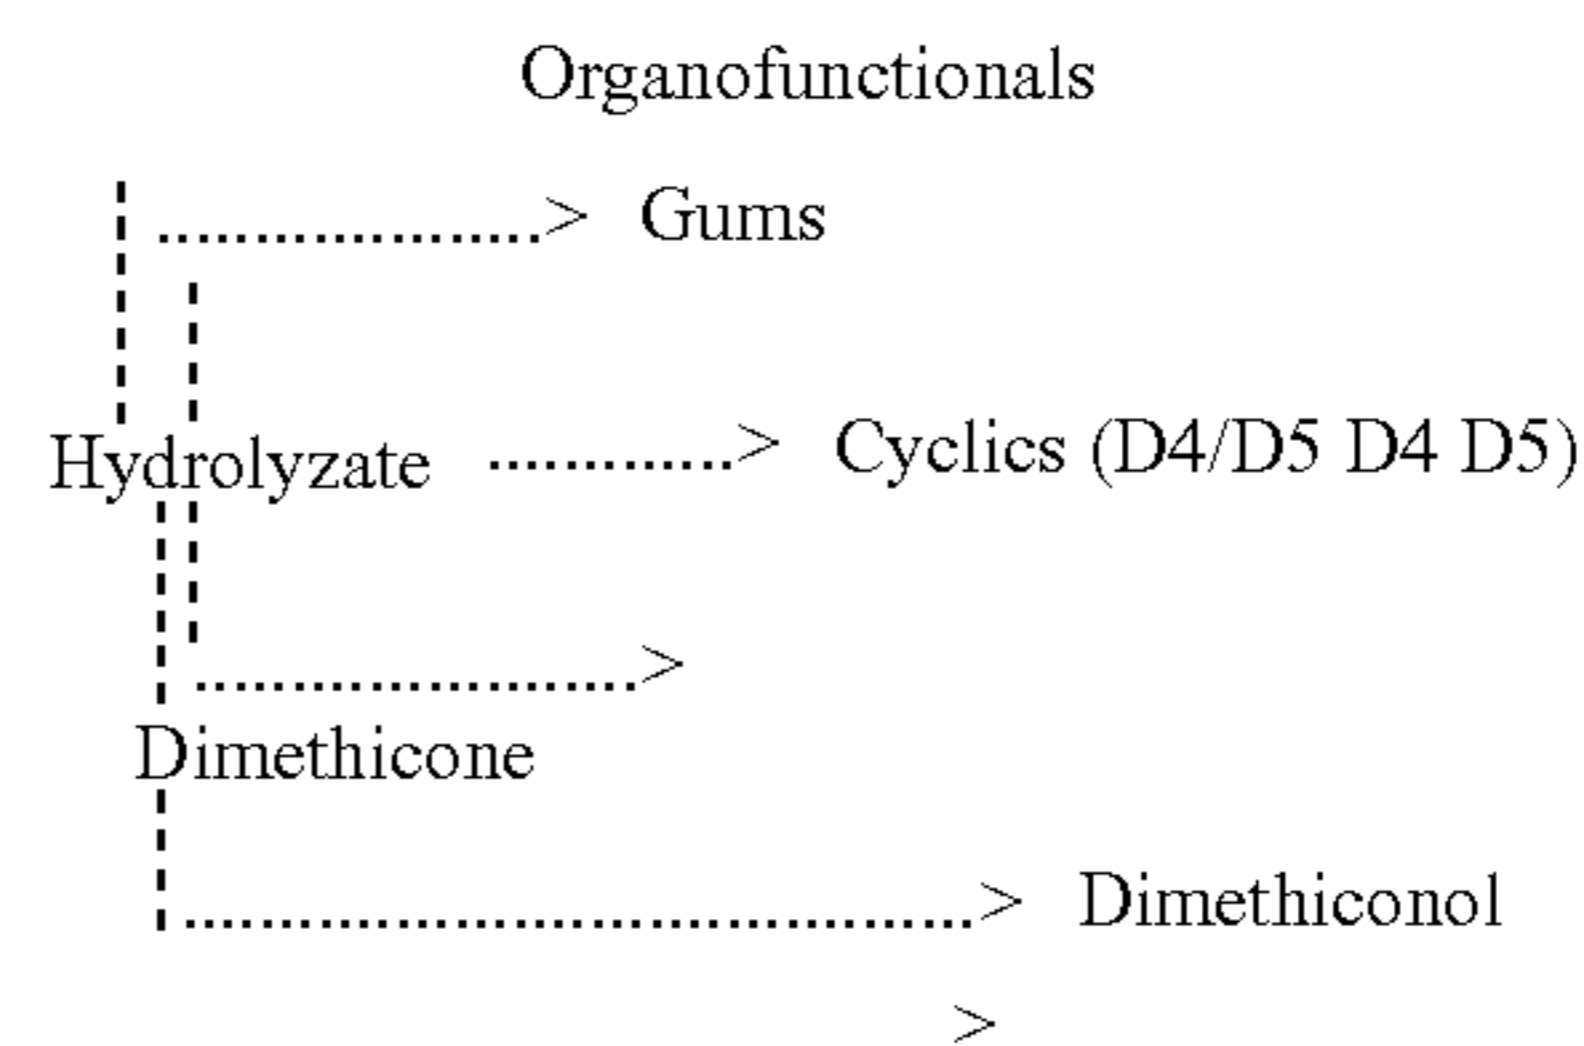 Organofunctionals
....................> Gums
Hydrolyzate .............> Cyclics (D4/D5 D4 D5)
.......................>
Dimethicone
.........................................> Dimethiconol
>